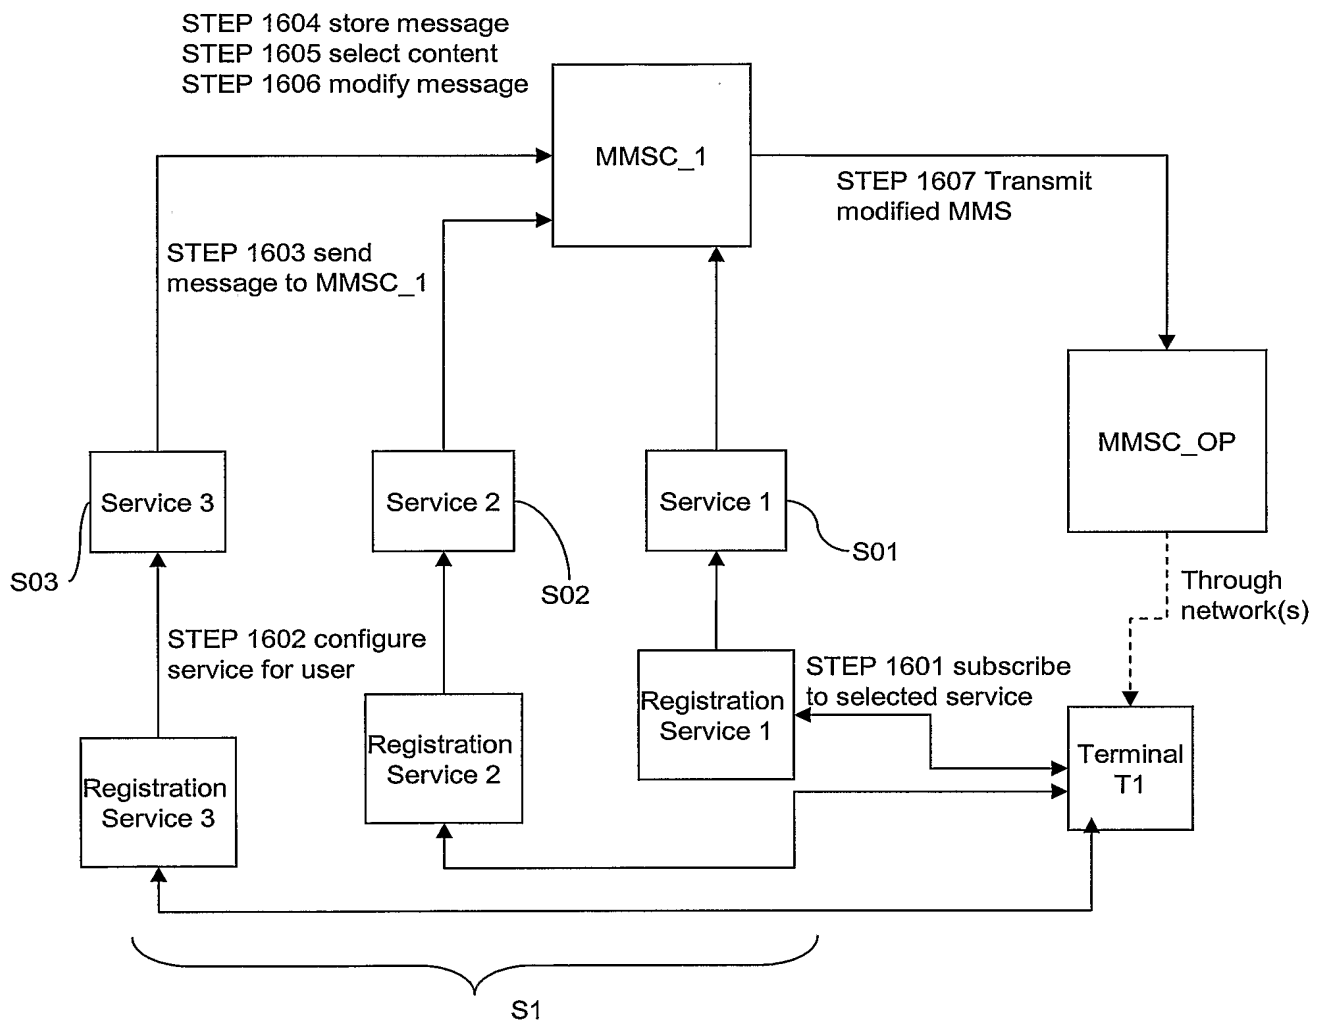 STEP 1604 store message
STEP 1605 select content
STEP 1606 modify message
MMSC_1
STEP 1607 Transmit
modified MMS
STEP 1603 send
message to MMSC_1
MMSC_OP
Service 3
Service 2
Service 1
S03
S02
S01
Through
network(s)
STEP 1602 configure
service for user
STEP 1601 subscribe
to selected service
Registration
Service 1
Registration
Service 2
Registration
Service 3
Terminal
T1
S1